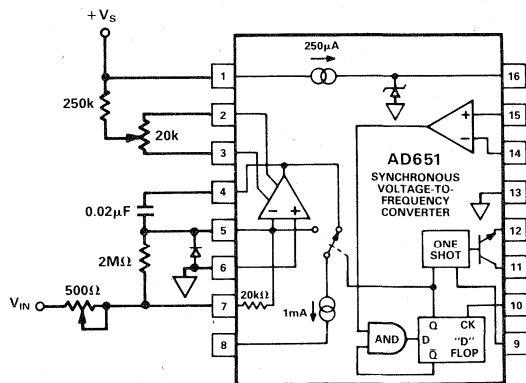 +VS
250µA
1
16
250k
2
15
20k
+
3
−
14
AD651
SYNCHRONOUS
VOLTAGE-TO-
FREQUENCY
CONVERTER
4
13
0.02µF
5
− +
12
ONE
SHOT
6
11
2MΩ
500Ω
VIN
7
20kΩ
10
1mA
Q CK
AND
D "D"
FLOP
8
9
Q̅